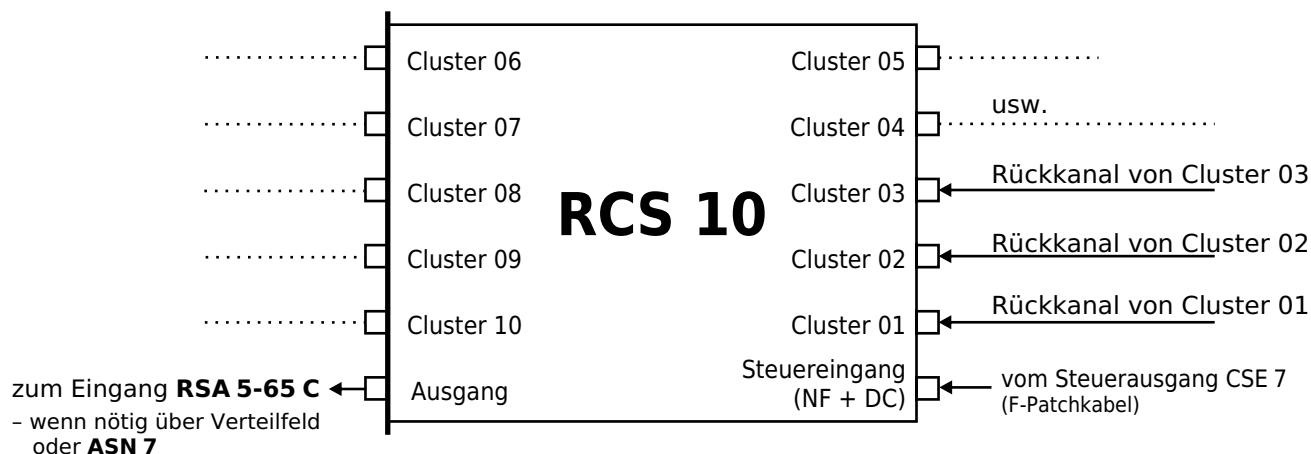 Cluster 06
Cluster 05
usw.
Cluster 07
Cluster 04
Rückkanal von Cluster 03
Cluster 08
Cluster 03
RCS 10
Rückkanal von Cluster 02
Cluster 09
Cluster 02
Rückkanal von Cluster 01
Cluster 10
Cluster 01
zum Eingang RSA 5-65 C
– wenn nötig über Verteilfeld
oder ASN 7
Ausgang
Steuereingang
(NF + DC)
vom Steuerausgang CSE 7
(F-Patchkabel)